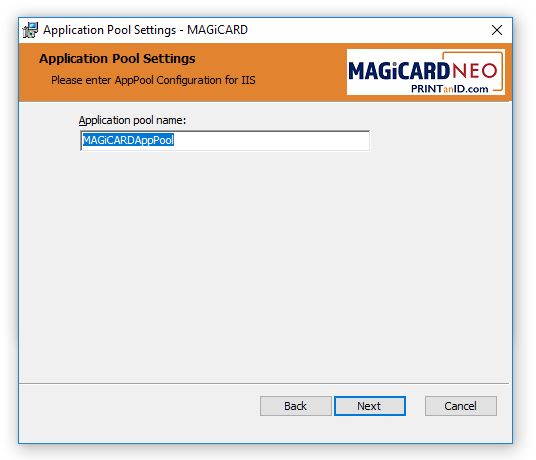 Application Pool Settings - MAGiCARD
Application Pool Settings
Please enter AppPool Configuration for IIS
MAGiCARDNEO
PRINTanID.com
Application pool name:
MAGiCARDAppPool
Back
Next
Cancel